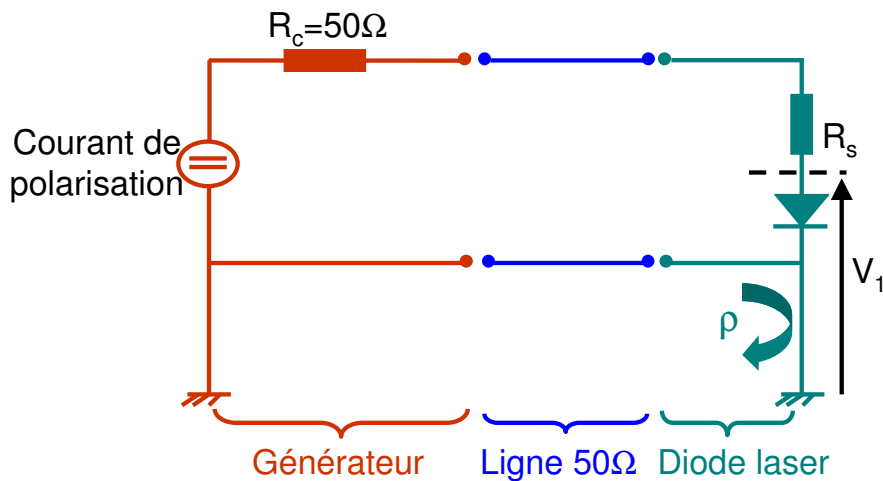 R_c=50Ω
Courant de
polarisation
R_s
V_1
ρ
Générateur
Ligne 50Ω
Diode laser